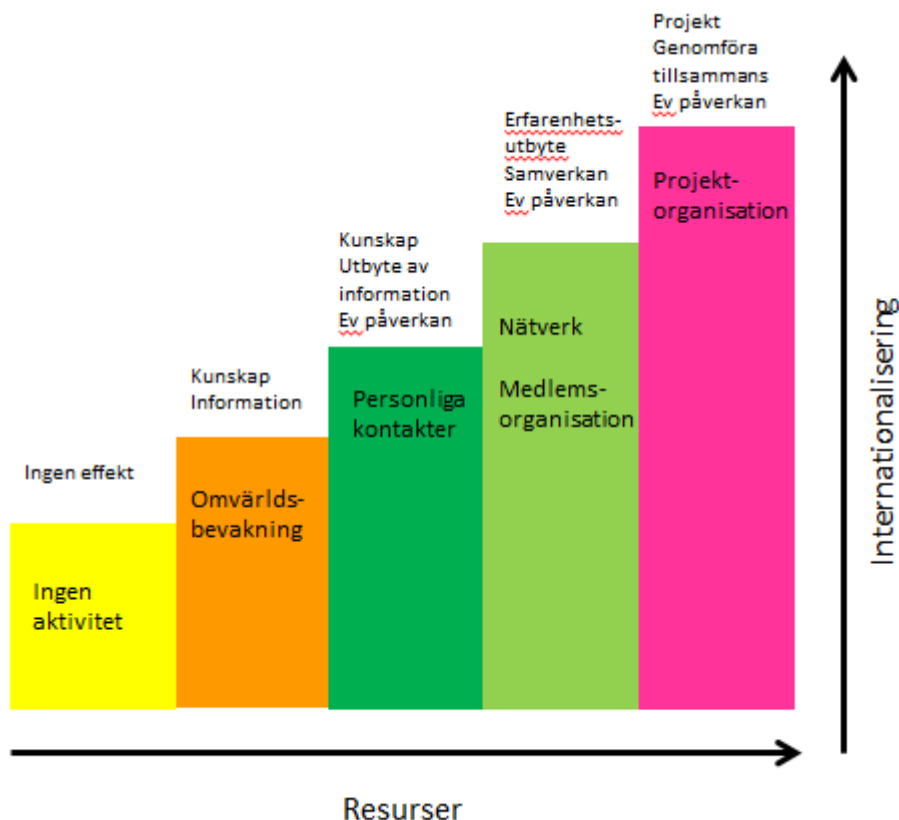 Projekt
Genomföra
tillsammans
Ev påverkan
Erfarenhets-
utbyte
Samverkan
Ev påverkan
Projekt-
organisation
Kunskap
Utbyte av
information
Ev påverkan
Nätverk
Medlems-
organisation
Kunskap
Information
Personliga
kontakter
Ingen effekt
Omvärlds-
bevakning
Ingen
aktivitet
Internationalisering
Resurser